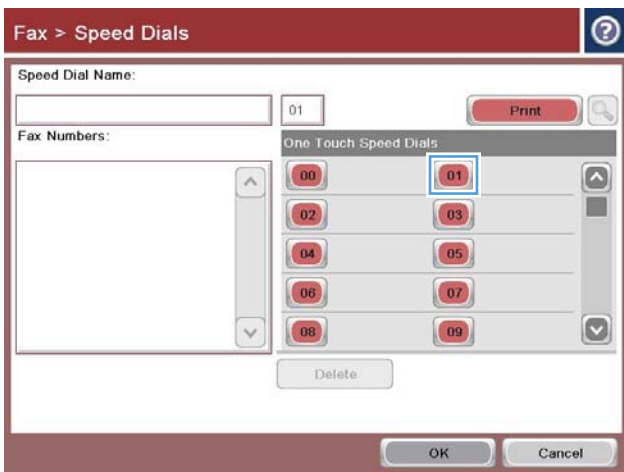 Fax > Speed Dials ?
Speed Dial Name:
01 Print
Fax Numbers:
One Touch Speed Dials
00 01
02 03
04 05
06 07
08 09
Delete
OK Cancel